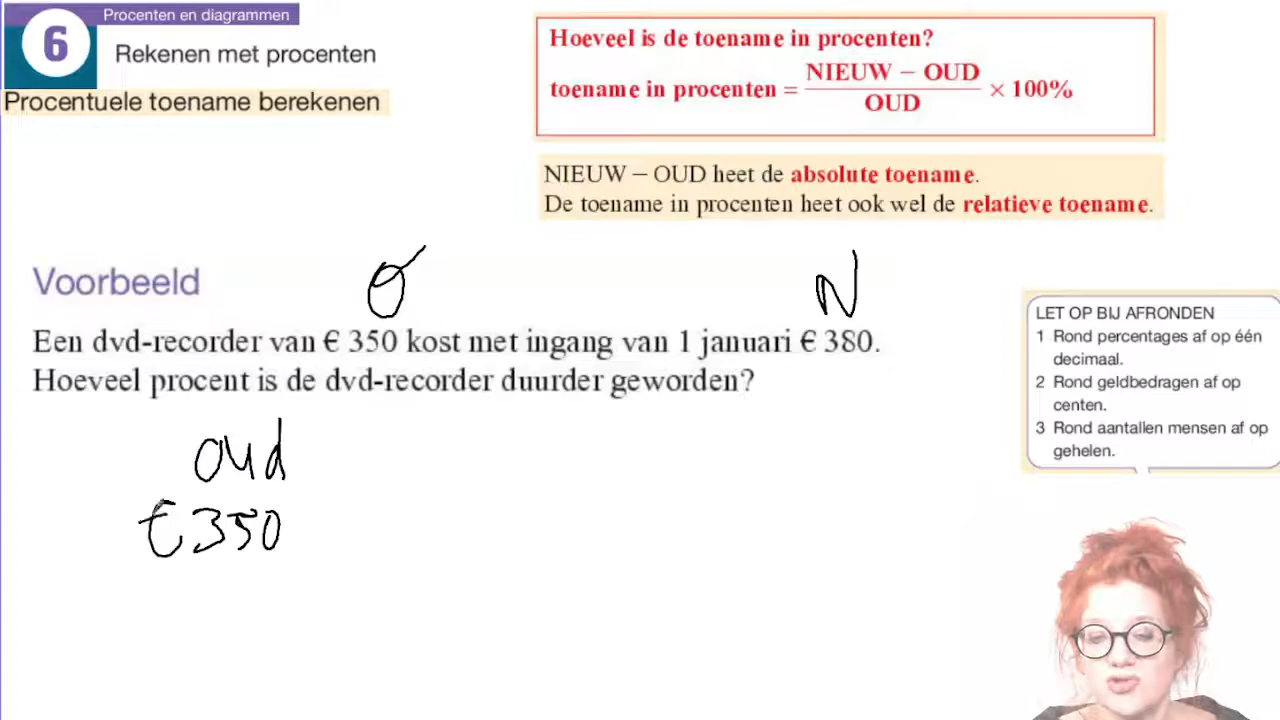 Procenten en diagrammen
6
Rekenen met procenten
Procentuele toename berekenen
Hoeveel is de toename in procenten?
toename in procenten = NIEUW – OUD / OUD × 100%
NIEUW – OUD heet de absolute toename.
De toename in procenten heet ook wel de relatieve toename.
Voorbeeld
O
N
Een dvd-recorder van € 350 kost met ingang van 1 januari € 380.
Hoeveel procent is de dvd-recorder duurder geworden?
oud
€350
LET OP BIJ AFRONDEN
1 Rond percentages af op één
decimaal.
2 Rond geldbedragen af op
centen.
3 Rond aantallen mensen af op
gehelen.